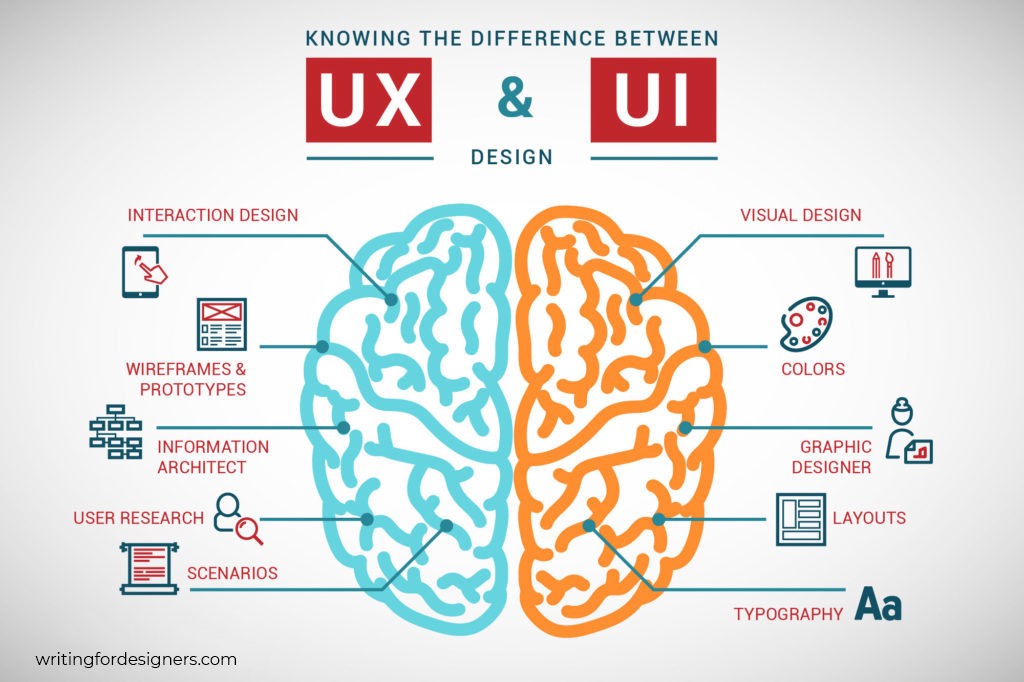 KNOWING THE DIFFERENCE BETWEEN
UX & UI
DESIGN
INTERACTION DESIGN
WIREFRAMES &
PROTOTYPES
INFORMATION
ARCHITECT
USER RESEARCH
SCENARIOS
VISUAL DESIGN
COLORS
GRAPHIC
DESIGNER
LAYOUTS
TYPOGRAPHY Aa
writingfordesigners.com